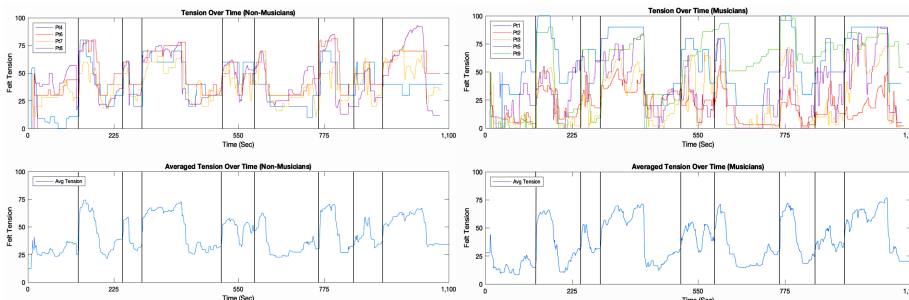 Tension Over Time (Non-Musicians)
100
75
50
25
0
Felt Tension
Pt4
Pt6
Pt7
Pt8
0
225
550
775
1,100
Time (Sec)
Tension Over Time (Musicians)
100
75
50
25
0
Felt Tension
Pt1
Pt2
Pt3
Pt5
Pt9
0
225
550
775
1,
Time (Sec)
Averaged Tension Over Time (Non-Musicians)
100
75
50
25
0
Felt Tension
Avg Tension
0
225
550
775
1,100
Time (Sec)
Averaged Tension Over Time (Musicians)
100
75
50
25
0
Felt Tension
Avg Tension
0
225
550
775
1,
Time (Sec)